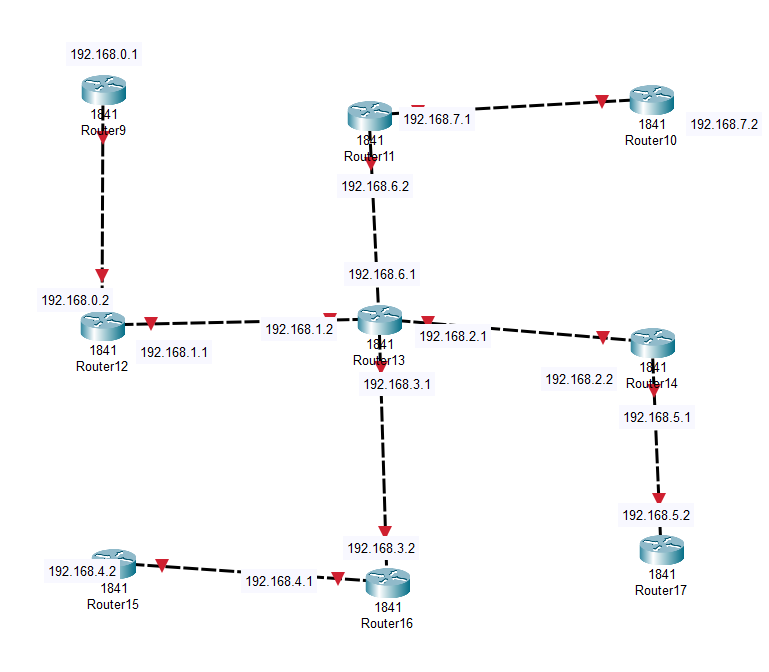 192.168.0.1
1841
Router9
1841
Router11
192.168.7.1
1841
Router10
192.168.7.2
192.168.6.2
192.168.6.1
192.168.0.2
1841
Router12
192.168.1.1
192.168.1.2
1841
Router13
192.168.2.1
192.168.3.1
192.168.2.2
1841
Router14
192.168.5.1
192.168.5.2
1841
Router17
192.168.3.2
192.168.4.2
1841
Router15
192.168.4.1
1841
Router16